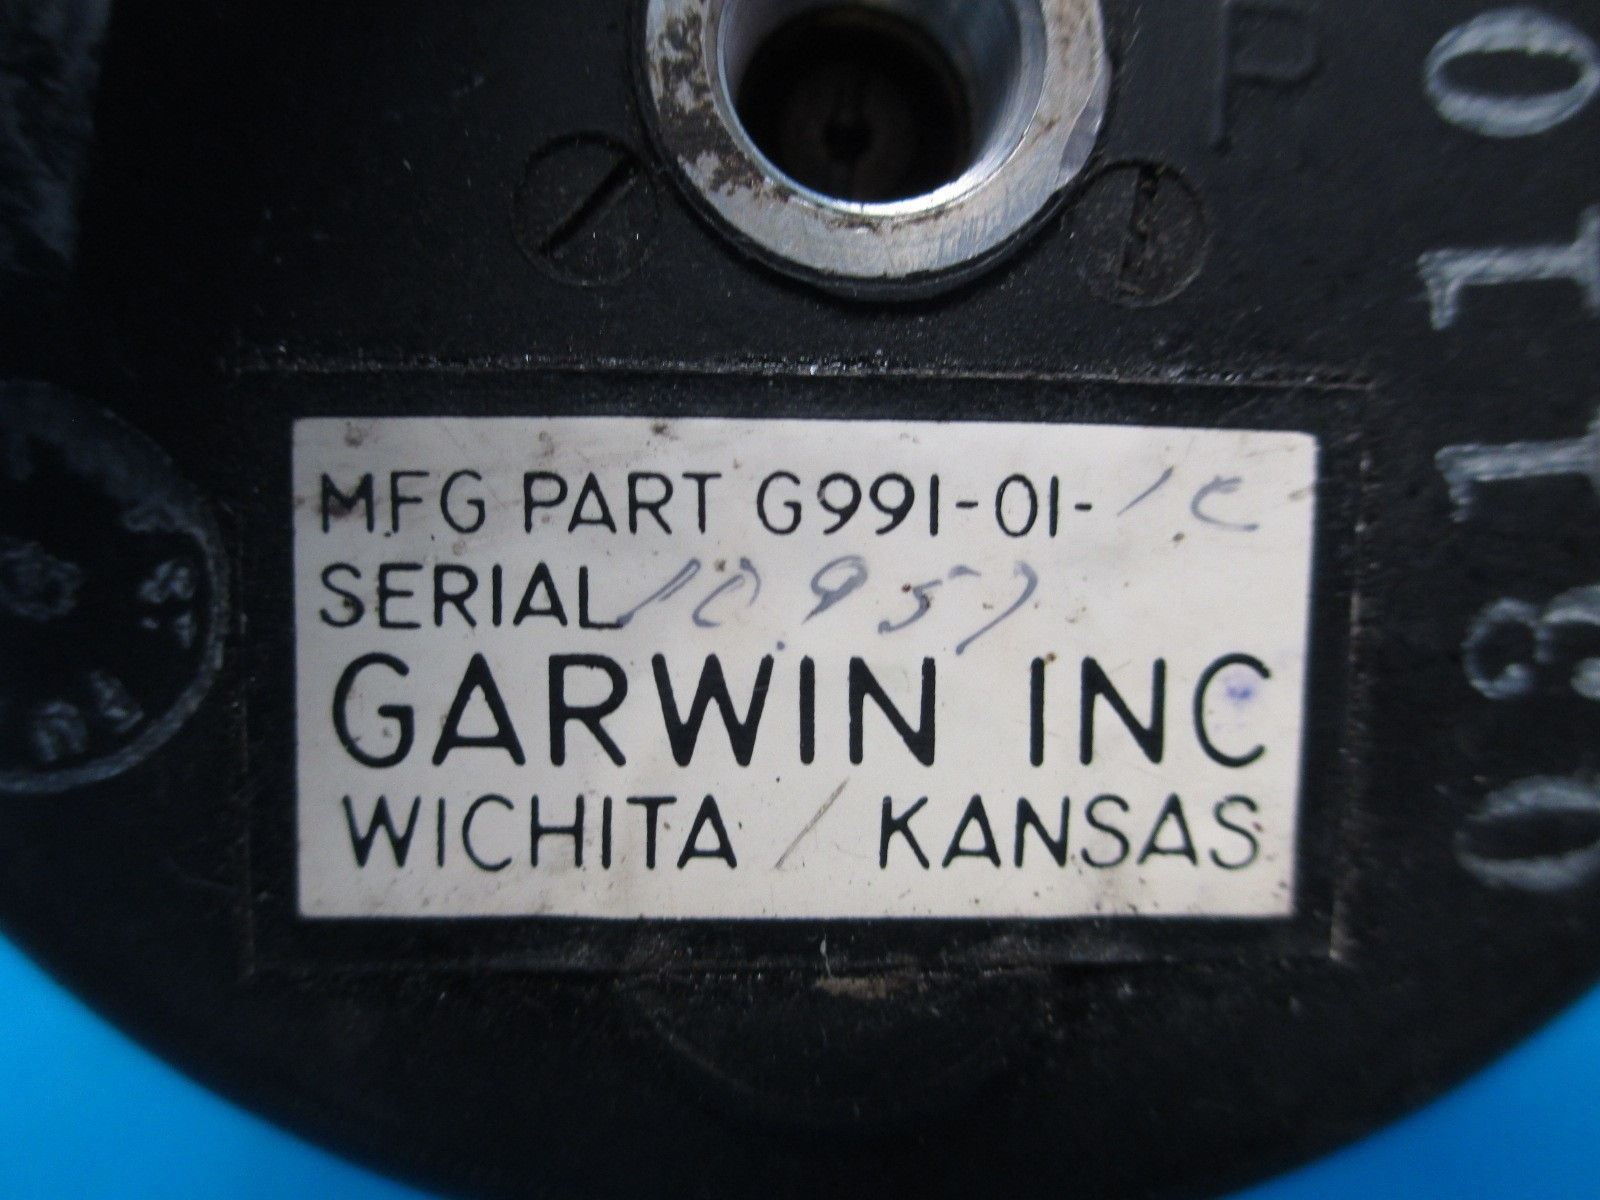 P
MFG PART G991-01-1C
SERIAL 10957
GARWIN INC
WICHITA / KANSAS